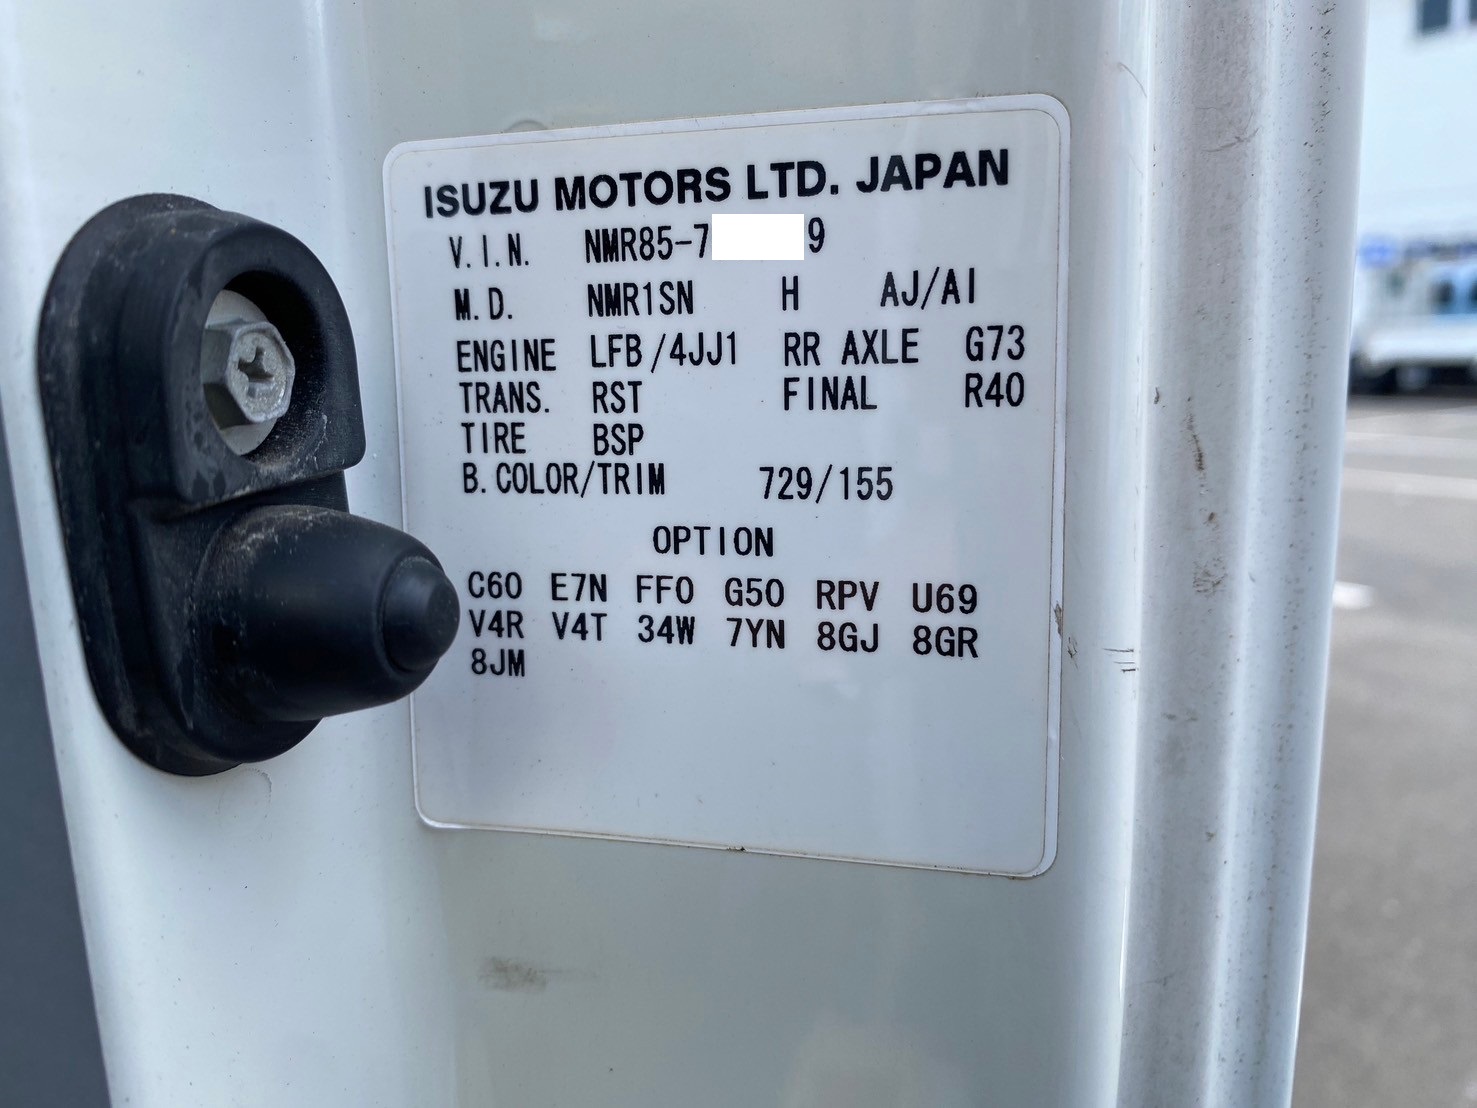 ISUZU MOTORS LTD. JAPAN
V.I.N. NMR85-7 9
M.D. NMR1SN H AJ/AI
ENGINE LFB/4JJ1 RR AXLE G73
TRANS. RST FINAL R40
TIRE BSP
B.COLOR/TRIM 729/155
OPTION
C60 E7N FF0 G50 RPV U69
V4R V4T 34W 7YN 8GJ 8GR
8JM